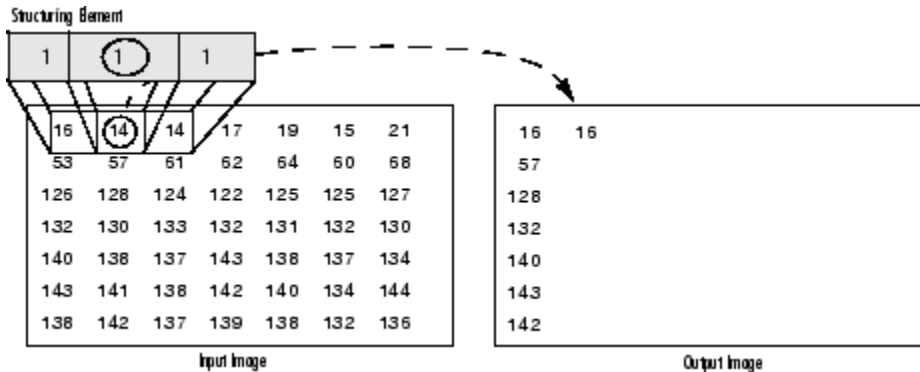 Structuring Element
1 1 1
16 14 14 17 19 15 21 16 16
53 57 61 62 64 60 68 57
126 128 124 122 125 125 127 128
132 130 133 132 131 132 130 132
140 138 137 143 138 137 134 140
143 141 138 142 140 134 144 143
138 142 137 139 138 132 136 142
Input Image Output Image